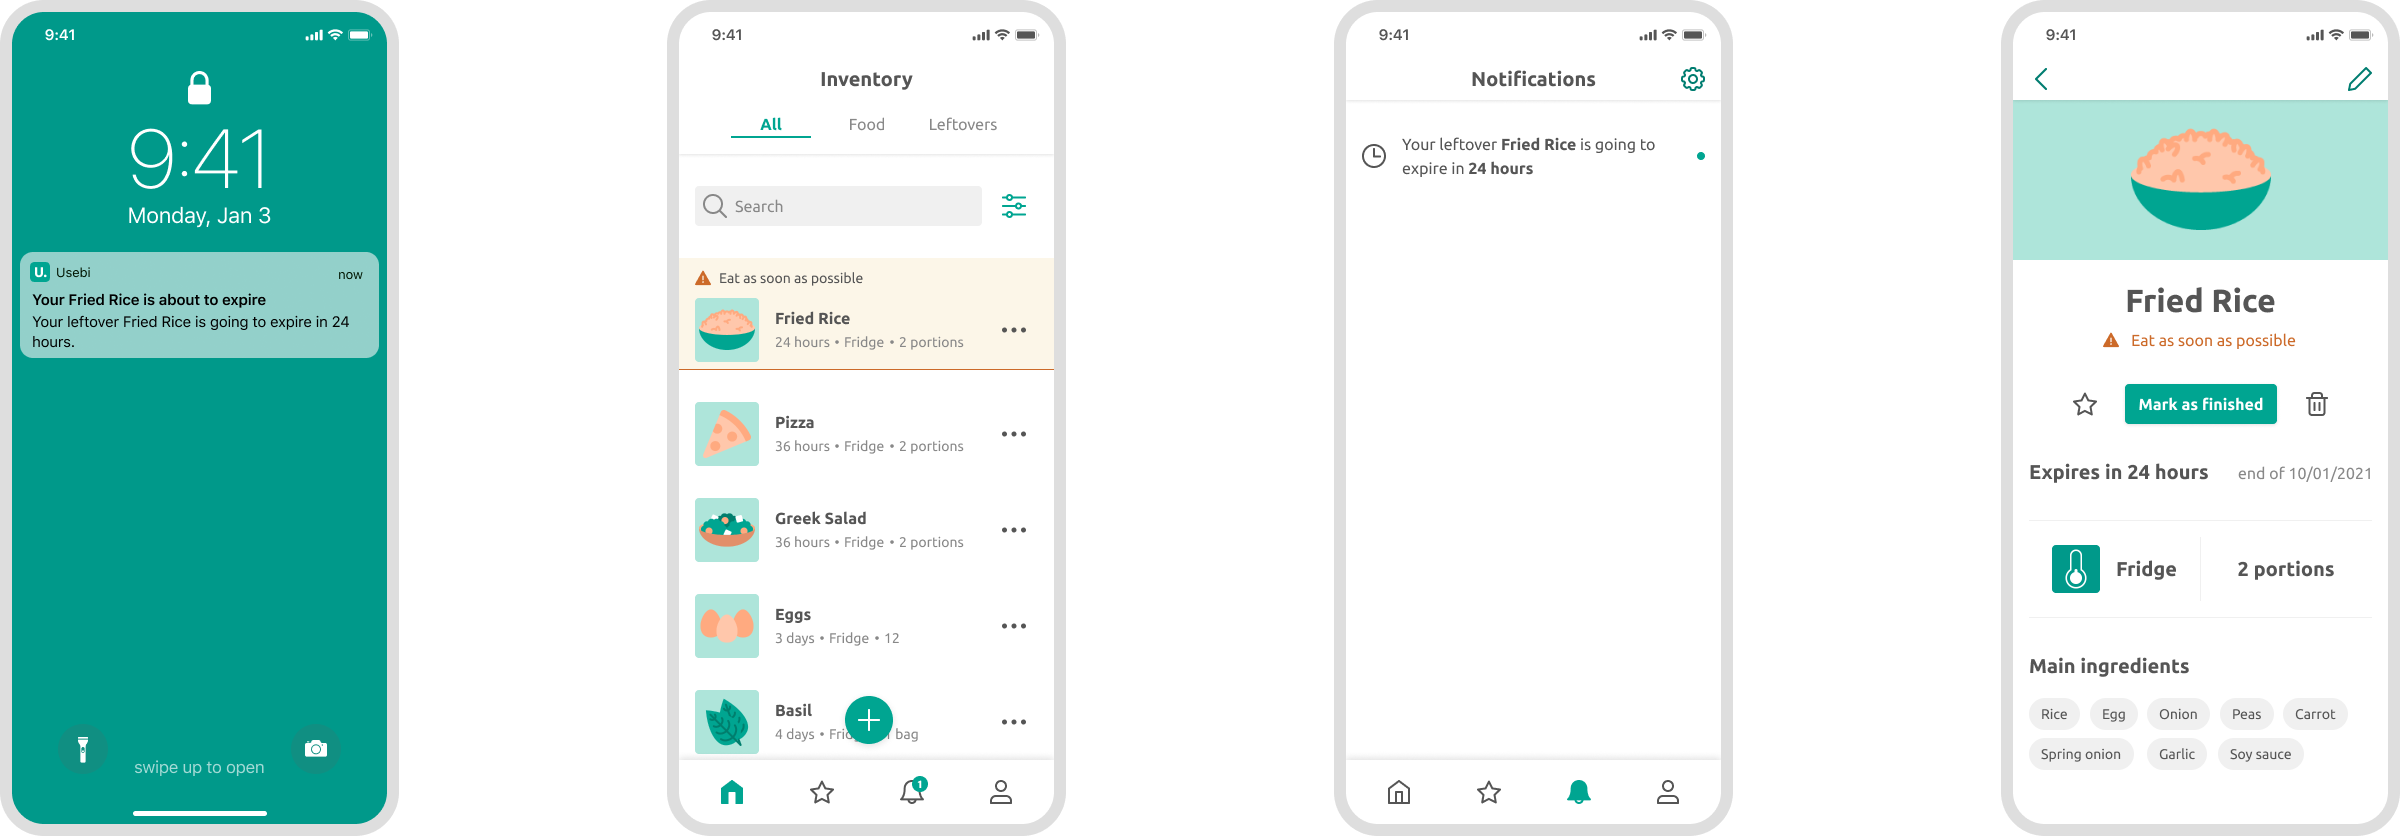 9:41
9:41
Monday, Jan 3
U. Usebi now
Your Fried Rice is about to expire
Your leftover Fried Rice is going to expire in 24
hours.
swipe up to open
9:41
Inventory
All Food Leftovers
Search
Eat as soon as possible
Fried Rice
24 hours • Fridge • 2 portions
Pizza
36 hours • Fridge • 2 portions
Greek Salad
36 hours • Fridge • 2 portions
Eggs
3 days • Fridge • 12
Basil
4 days • bag
1
9:41
Notifications
Your leftover Fried Rice is going to
expire in 24 hours
9:41
Fried Rice
Eat as soon as possible
Mark as finished
Expires in 24 hours end of 10/01/2021
Fridge 2 portions
Main ingredients
Rice Egg Onion Peas Carrot
Spring onion Garlic Soy sauce